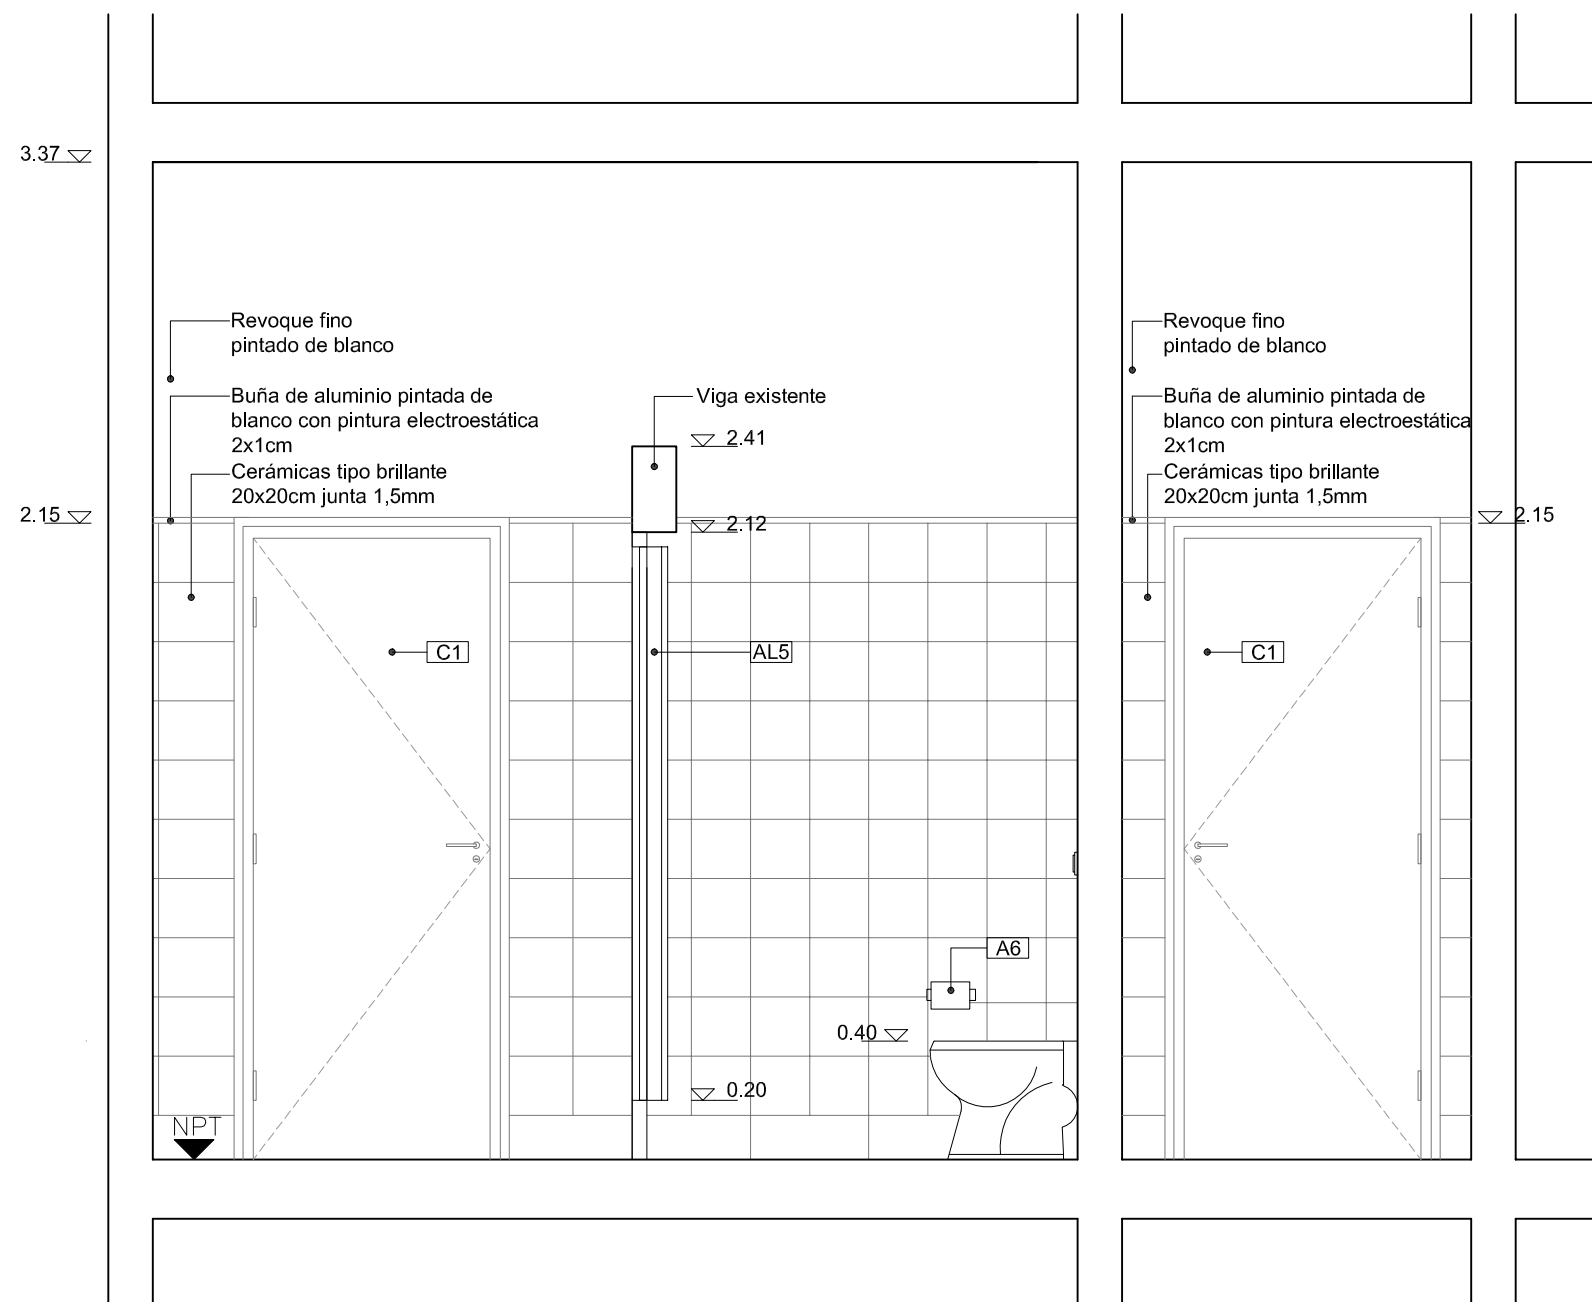 3.37
Revoque fino
pintado de blanco
Buña de aluminio pintada de
blanco con pintura electroestática
2x1cm
Cerámicas tipo brillante
20x20cm junta 1,5mm
Viga existente
2.41
2.12
2.15
C1
AL5
A6
0.40
0.20
NPT
Revoque fino
pintado de blanco
Buña de aluminio pintada de
blanco con pintura electroestática
2x1cm
Cerámicas tipo brillante
20x20cm junta 1,5mm
2.15
C1